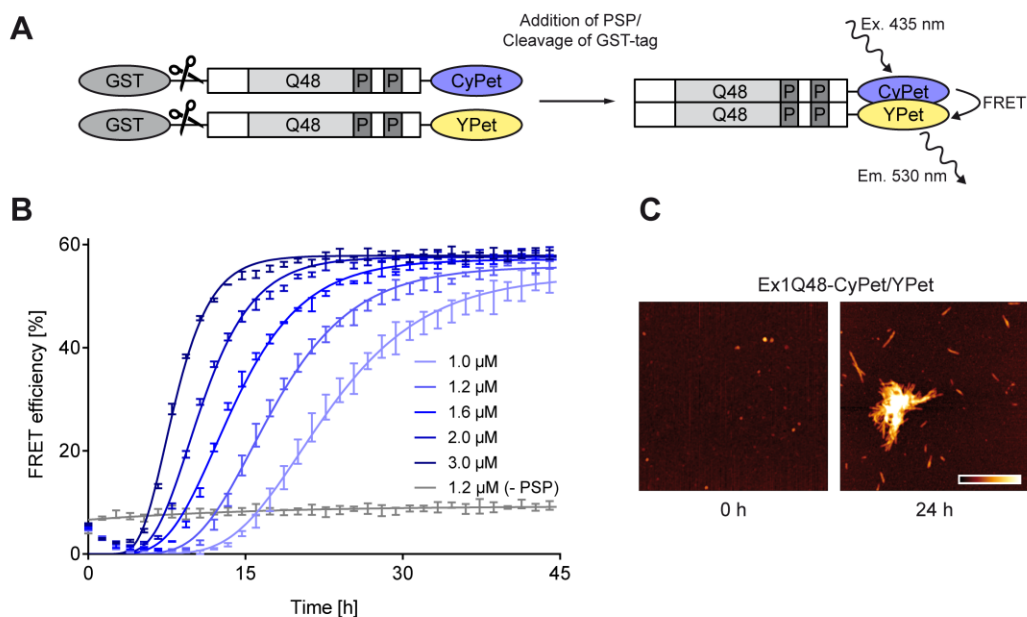 A
Addition of PSP/
Cleavage of GST-tag
Ex. 435 nm
GST
Q48
P
P
CyPet
GST
Q48
P
P
YPet
Q48
P
P
CyPet
Q48
P
P
YPet
FRET
Em. 530 nm
B
FRET efficiency [%]
60
40
20
0
0
15
30
45
Time [h]
1.0 µM
1.2 µM
1.6 µM
2.0 µM
3.0 µM
1.2 µM (- PSP)
C
Ex1Q48-CyPet/YPet
0 h
24 h